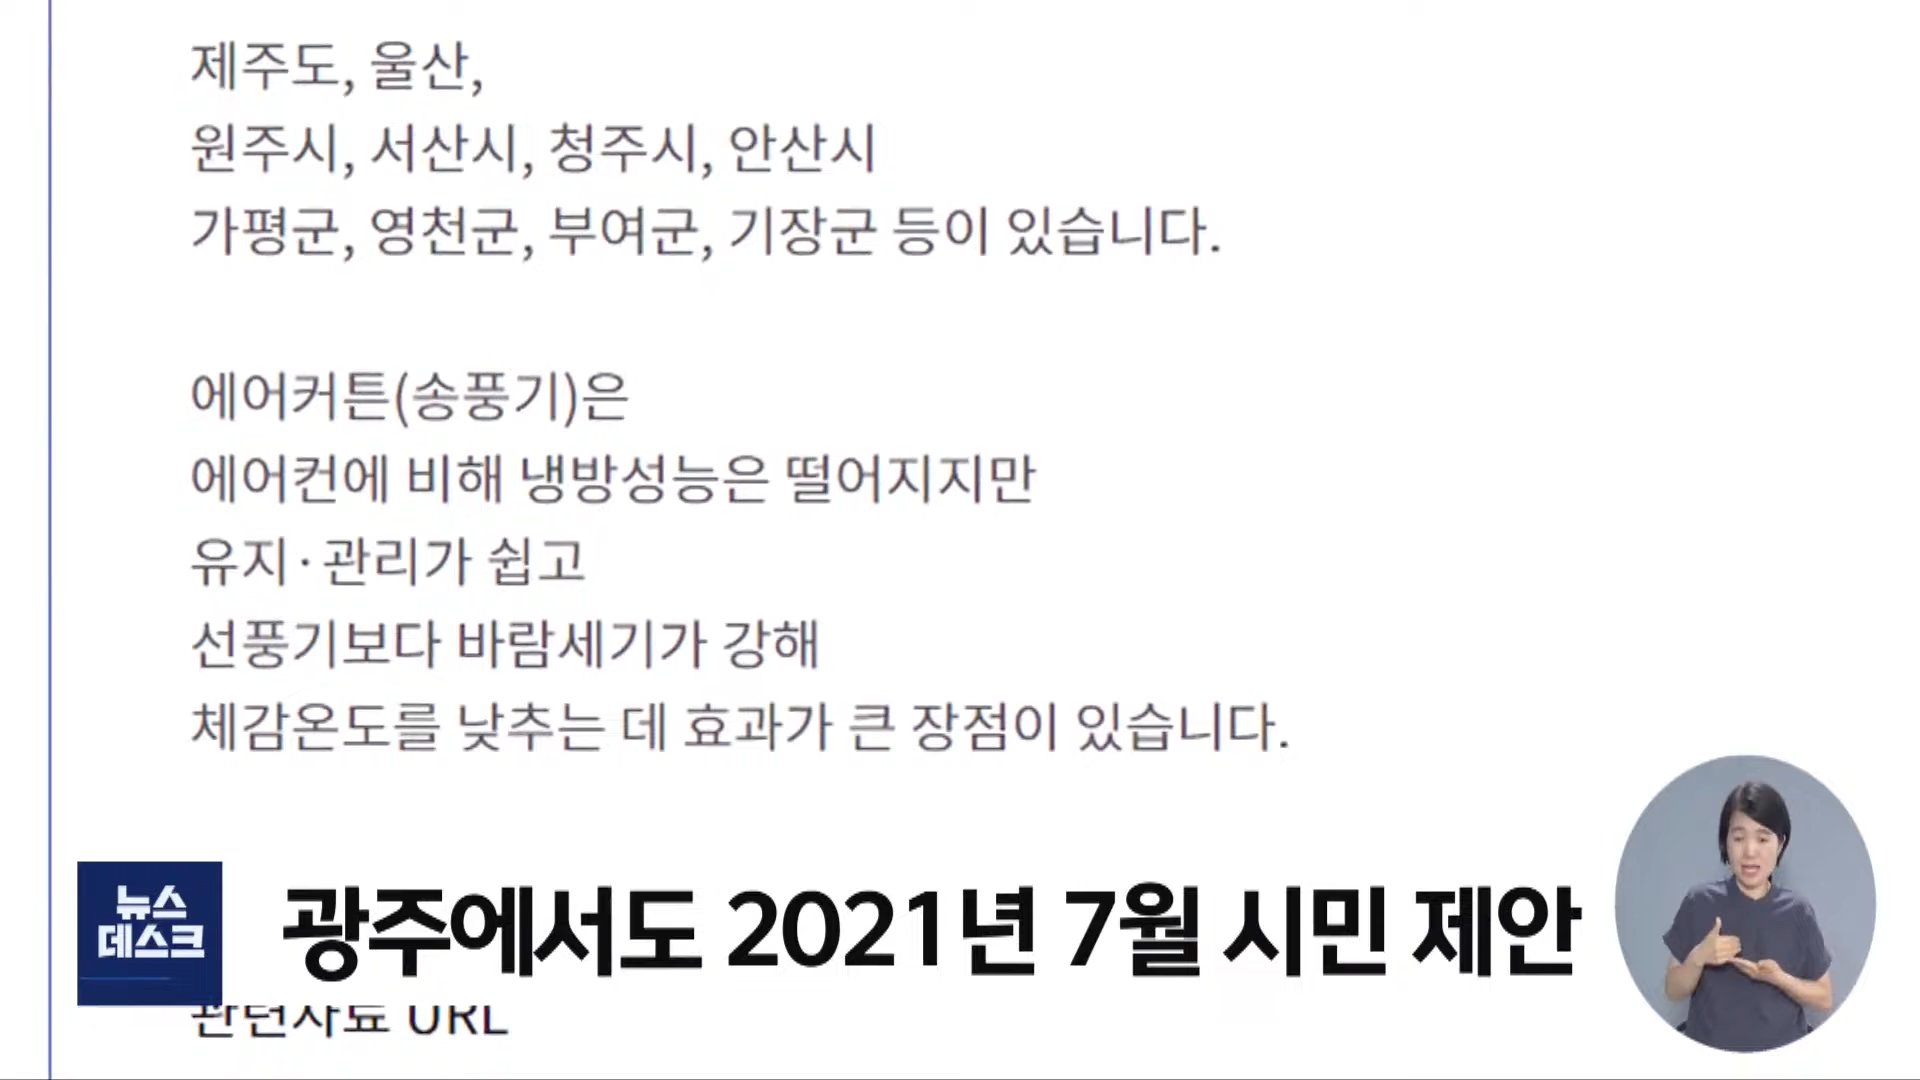 제주도, 울산,
원주시, 서산시, 청주시, 안산시
가평군, 영천군, 부여군, 기장군 등이 있습니다.
에어커튼(송풍기)은
에어컨에 비해 냉방성능은 떨어지지만
유지·관리가 쉽고
선풍기보다 바람세기가 강해
체감온도를 낮추는 데 효과가 큰 장점이 있습니다.
뉴스
데스크
광주에서도 2021년 7월 시민 제안
관련자료 URL